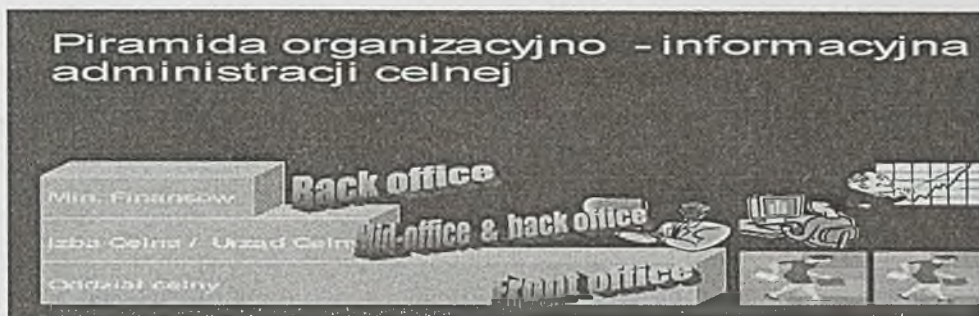 Piramida organizacyjno - informacyjna
administracji celnej
Back office
Min. Finansów
Mid-office & back office
Izba Celna / Urząd Celny
Front office
Oddział celny